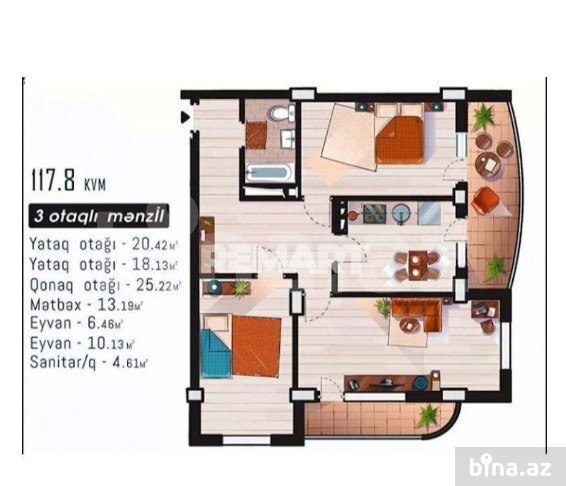 117.8 KVM
3 otaqlı mənzil
Yataq otağı - 20.42 M²
Yataq otağı - 18.13 M²
Qonaq otağı - 25.22 M²
Mətbəx - 13.19 M²
Eyvan - 6.46 M²
Eyvan - 10.13 M²
Sanitar/q - 4.61 M²
REMART
bina.az